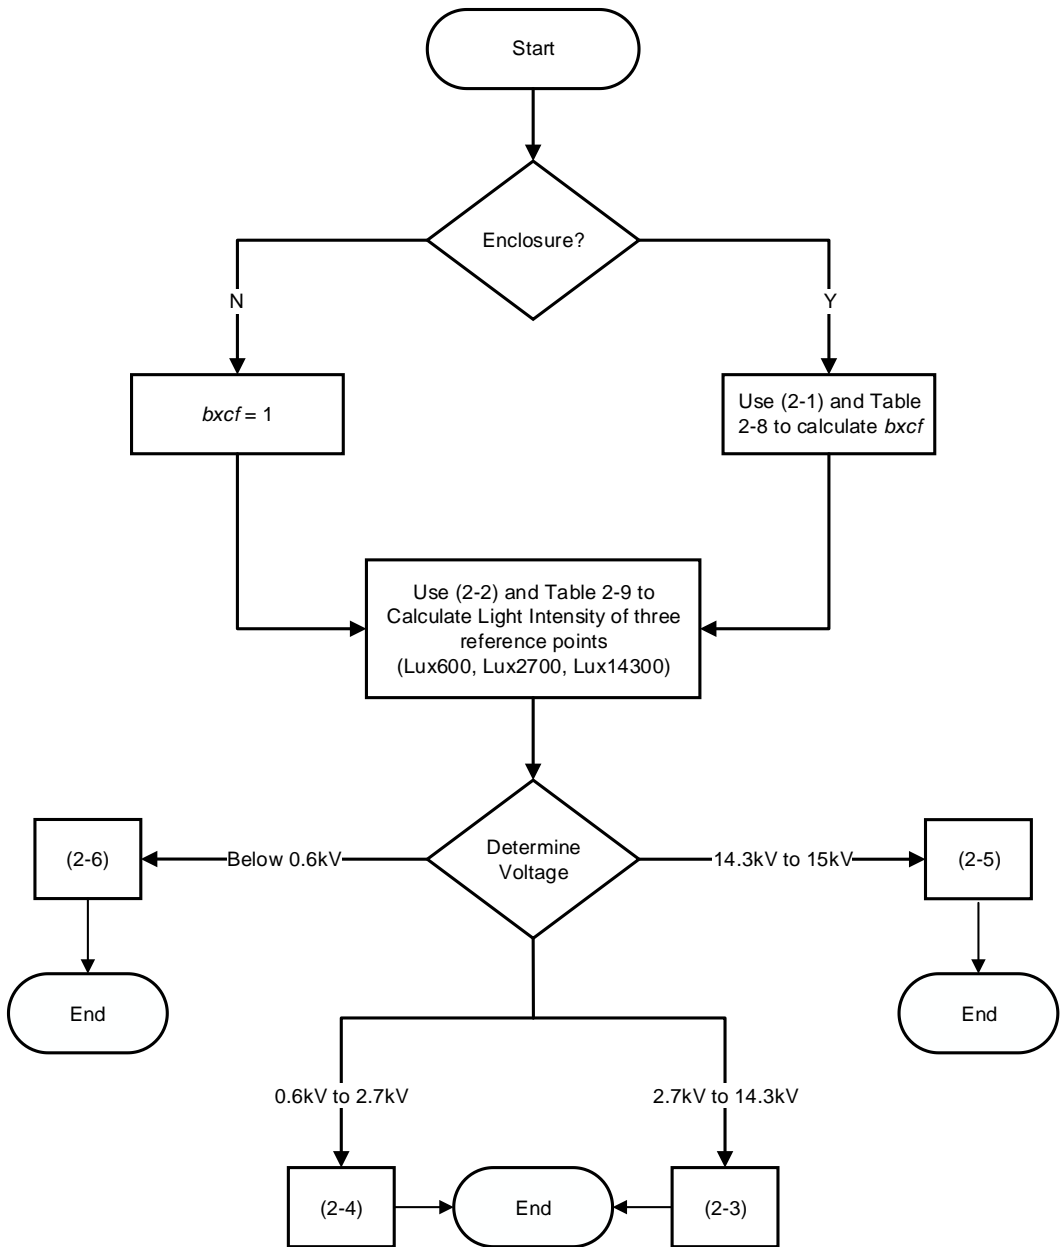 Start
Enclosure?
N
Y
bxcf = 1
Use (2-1) and Table
2-8 to calculate bxcf
Use (2-2) and Table 2-9 to
Calculate Light Intensity of three
reference points
(Lux600, Lux2700, Lux14300)
Determine
Voltage
(2-6)
Below 0.6kV
14.3kV to 15kV
(2-5)
End
End
0.6kV to 2.7kV
2.7kV to 14.3kV
(2-4)
End
(2-3)